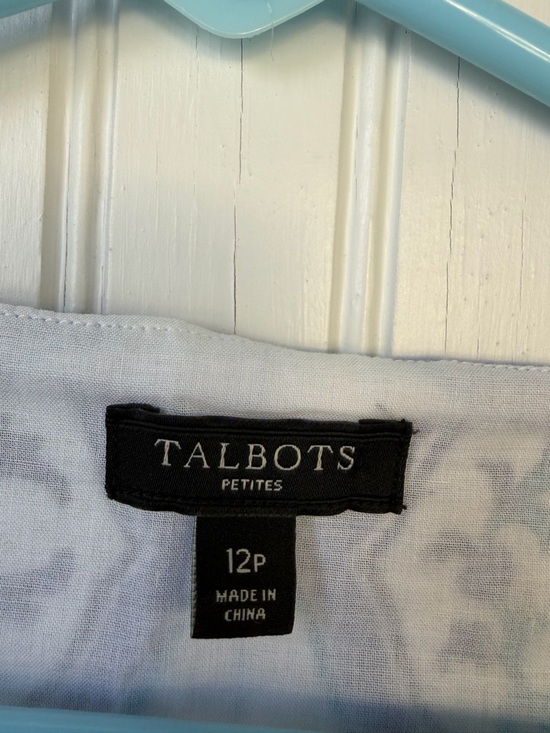 TALBOTS
PETITES
12P
MADE IN
CHINA